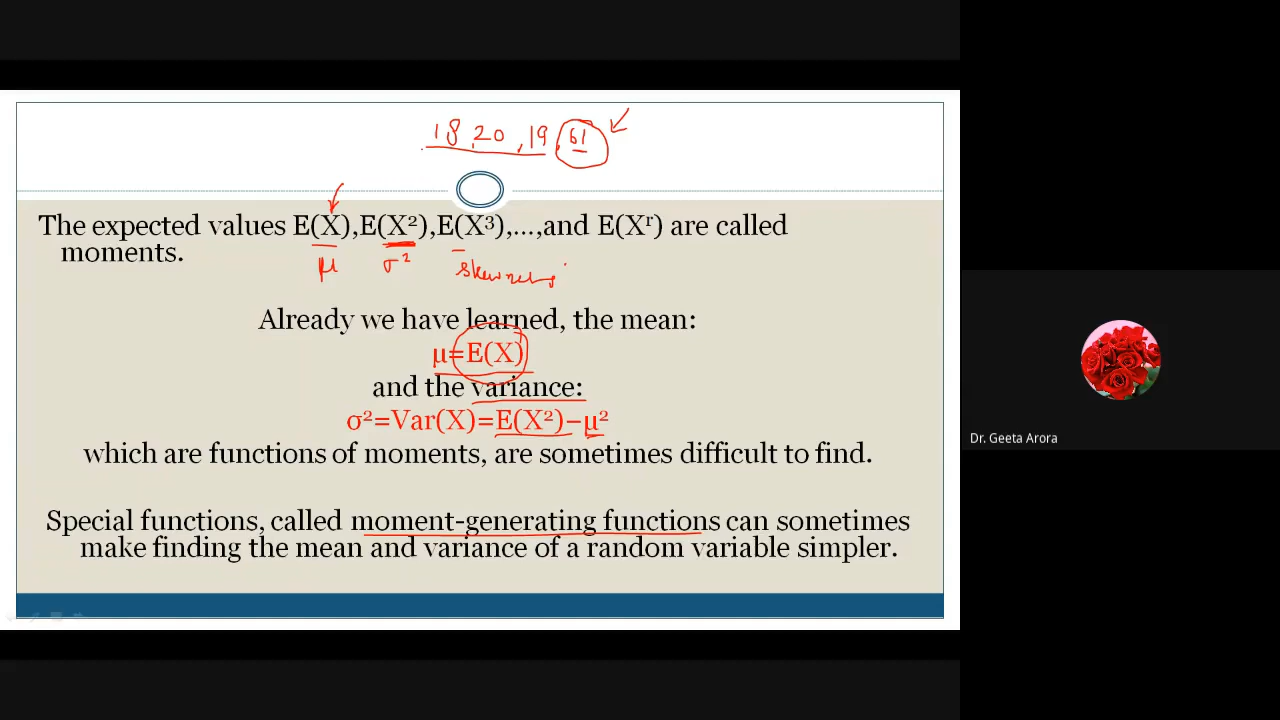 18, 20, 19, 61
The expected values E(X),E(X²),E(X³),...,and E(Xʳ) are called
moments.
μ σ² skewness
Already we have learned, the mean:
μ=E(X)
and the variance:
σ²=Var(X)=E(X²)−μ²
which are functions of moments, are sometimes difficult to find.
Special functions, called moment-generating functions can sometimes
make finding the mean and variance of a random variable simpler.
Dr. Geeta Arora